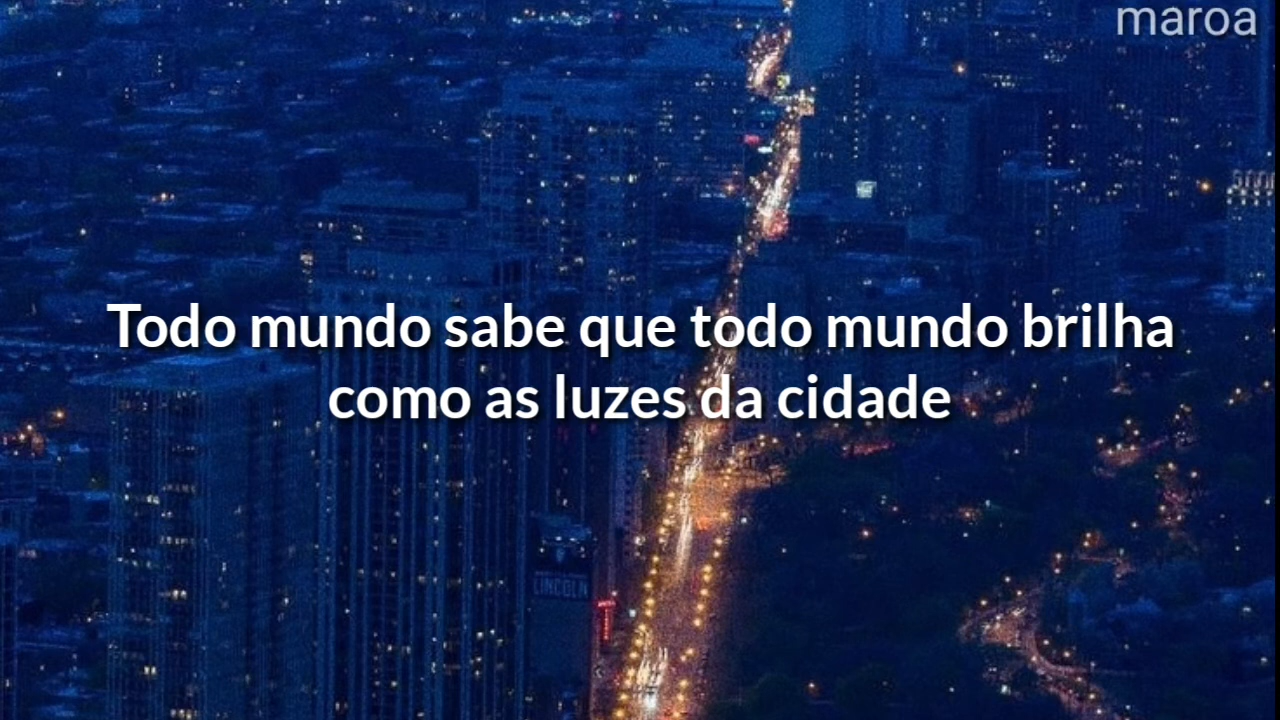 maroa
Todo mundo sabe que todo mundo brilha
como as luzes da cidade
LINCOLN